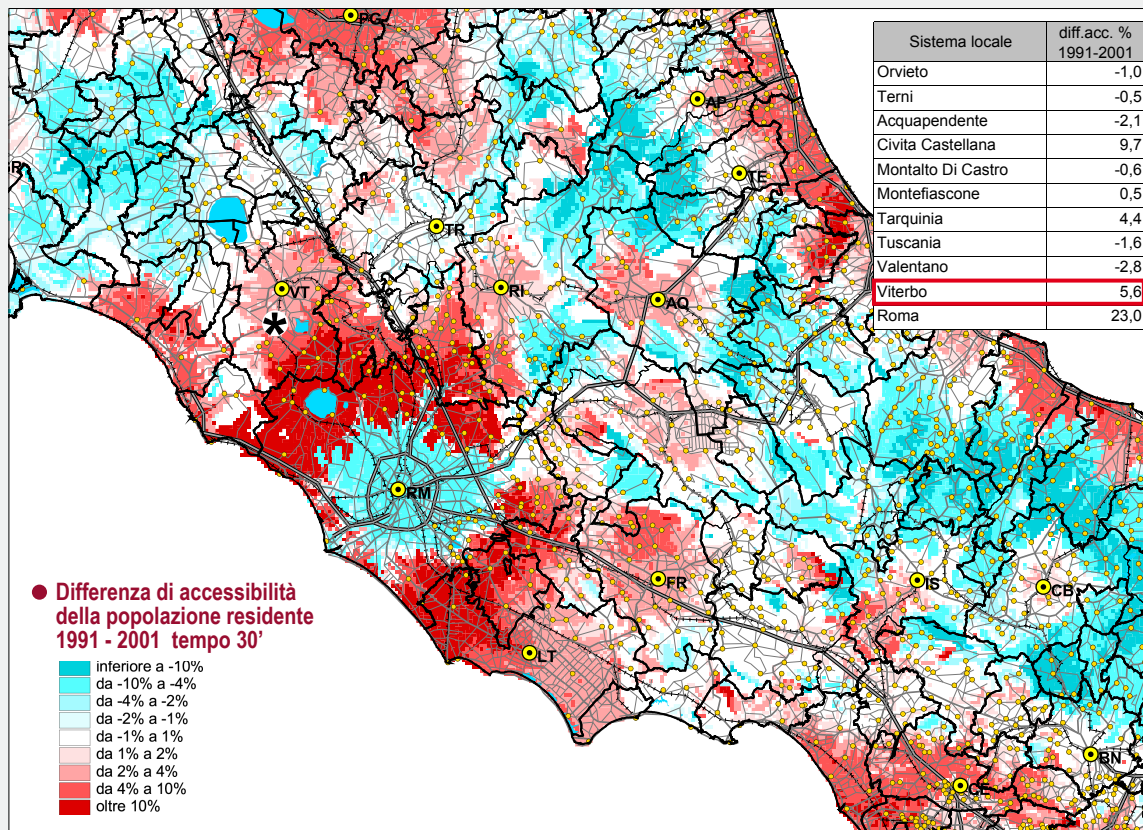 PG
AP
TE
R
TR
VT
*
RI
AQ
RM
FR
LT
IS
CB
BN
CE
Sistema locale diff.acc. % 1991-2001
Orvieto -1,0
Terni -0,5
Acquapendente -2,1
Civita Castellana 9,7
Montalto Di Castro -0,6
Montefiascone 0,5
Tarquinia 4,4
Tuscania -1,6
Valentano -2,8
Viterbo 5,6
Roma 23,0
Differenza di accessibilità
della popolazione residente
1991 - 2001 tempo 30'
inferiore a -10%
da -10% a -4%
da -4% a -2%
da -2% a -1%
da -1% a 1%
da 1% a 2%
da 2% a 4%
da 4% a 10%
oltre 10%